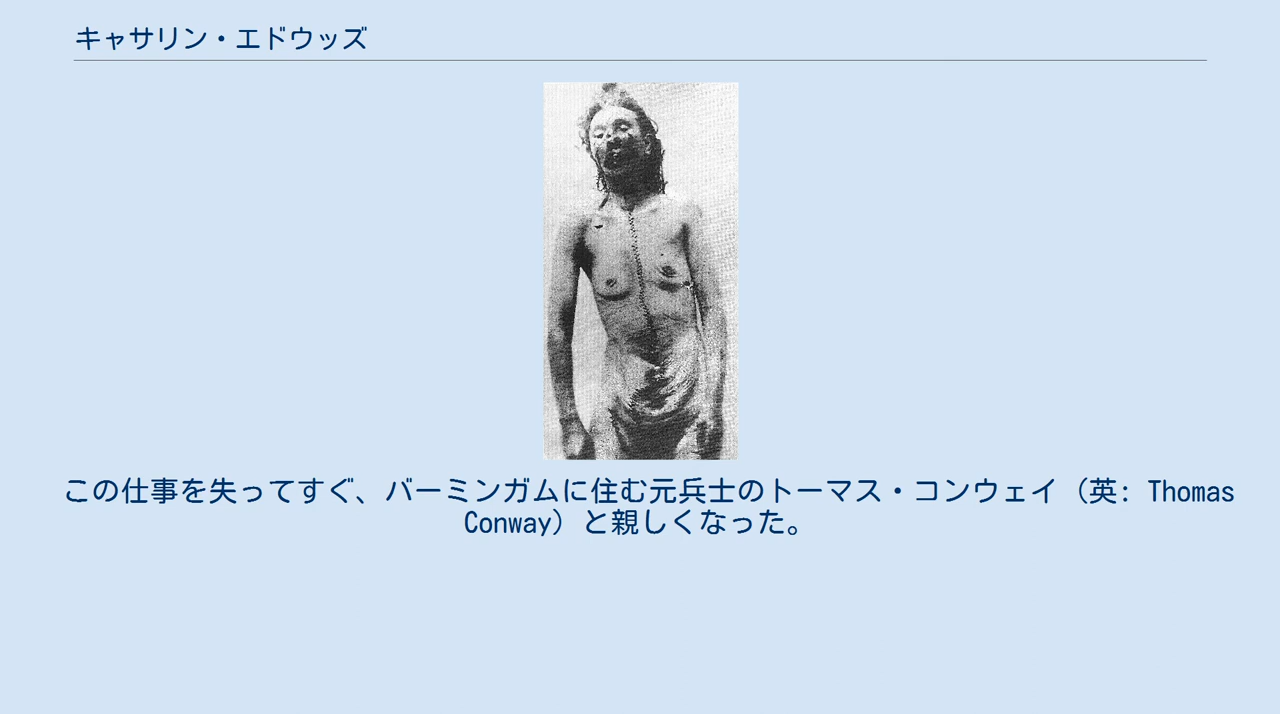 キャサリン・エドウッズ
この仕事を失ってすぐ、バーミンガムに住む元兵士のトーマス・コンウェイ（英: Thomas
Conway）と親しくなった。